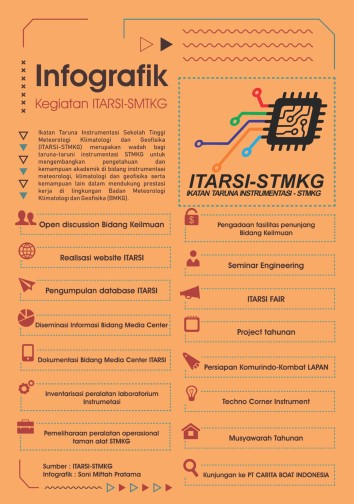 Infografik
Kegiatan ITARSI-SMTKG
Ikatan Taruna Instrumentasi Sekolah Tinggi
Meteorologi Klimatologi dan Geofisika
(ITARSI-STMKG) merupakan wadah bagi
taruna-taruni instrumentasi STMKG untuk
mengembangkan pengetahuan dan
kemampuan akademik di bidang instrumenasi
meteorologi, klimatologi dan geofisika serta
kemampuan lain dalam mendukung prestasi
kerja di lingkungan Badan Meteorologi
Klimatologi dan Geofisika (BMKG).
ITARSI-STMKG
IKATAN TARUNA INSTRUMENTASI - STMKG
Open discussion Bidang Keilmuan
Realisasi website ITARSI
Pengumpulan database ITARSI
Diseminasi Informasi Bidang Media Center
Dokumentasi Bidang Media Center ITARSI
Inventarisasi peralatan laboratorium
Instrumetasi
Pemeliharaan peralatan operasional
taman alat STMKG
Pengadaan fasilitas penunjang
Bidang Keilmuan
Seminar Engineering
ITARSI FAIR
Project tahunan
Persiapan Komurindo-Kombat LAPAN
Techno Corner Instrument
Musyawarah Tahunan
Kunjungan ke PT CARITA BOAT INDONESIA
Sumber : ITARSI-STMKG
Infografik : Soni Miftah Pratama